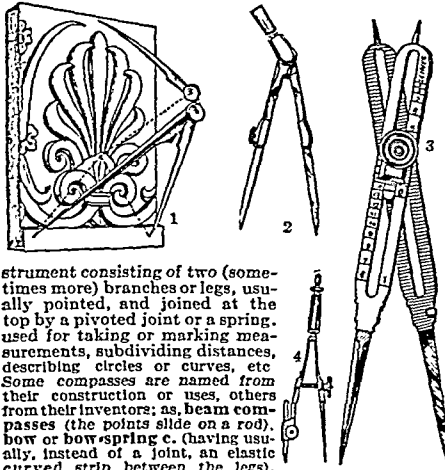 1
2
3
4
strument consisting of two (some-
times more) branches or legs, usu-
ally pointed, and joined at the
top by a pivoted joint or a spring.
used for taking or marking mea-
surements, subdividing distances,
describing circles or curves, etc
Some compasses are named from
their construction or uses, others
from their inventors; as, beam com-
passes (the points slide on a rod).
bow or bow-spring c. (having usu-
ally, instead of a joint, an elastic
curved strip between the legs).